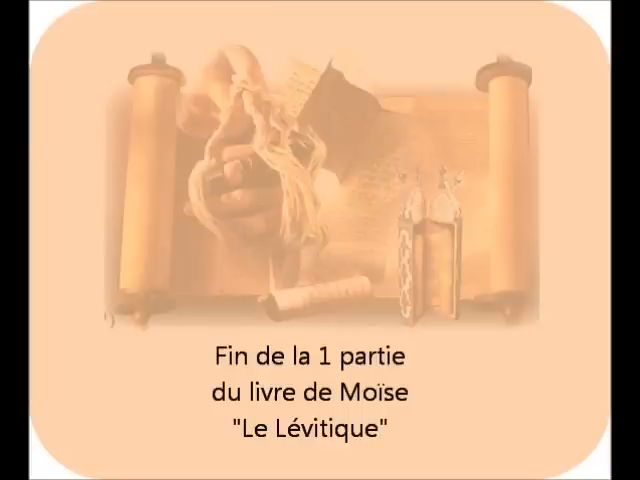 Fin de la 1 partie
du livre de Moïse
"Le Lévitique"